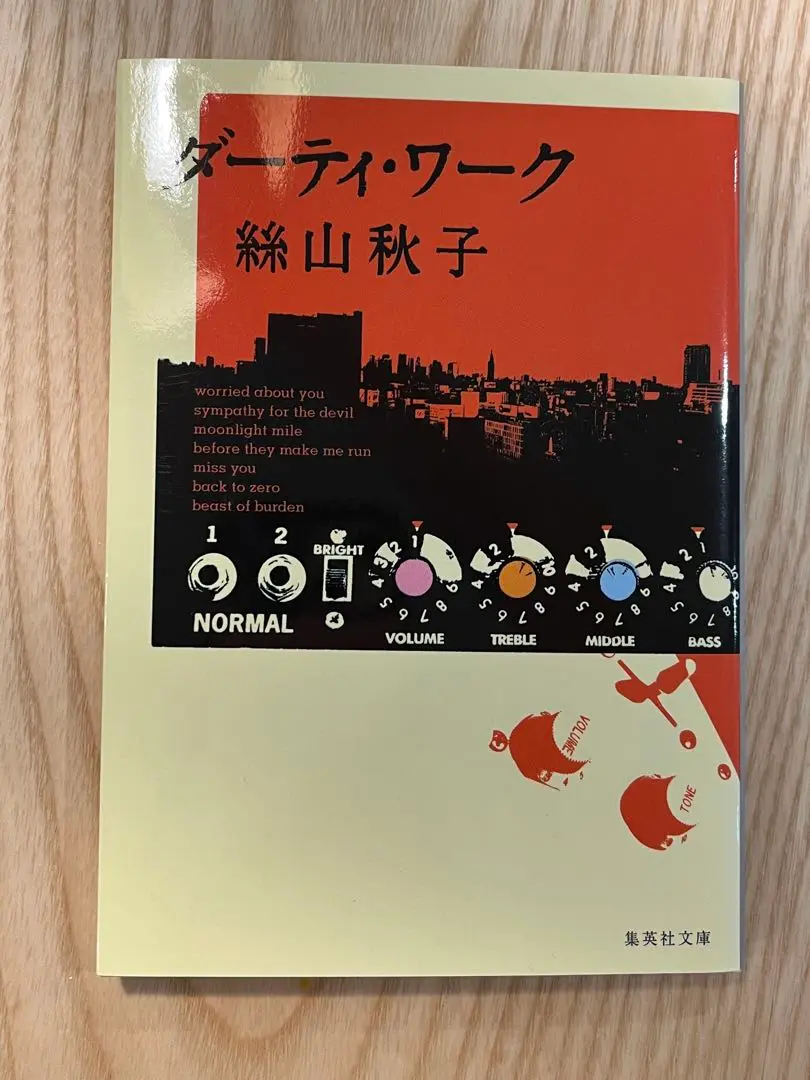 ダーティ・ワーク
絲山秋子
worried about you
sympathy for the devil
moonlight mile
before they make me run
miss you
back to zero
beast of burden
1 2 BRIGHT
NORMAL
VOLUME TREBLE MIDDLE BASS
VOLUME
TONE
集英社文庫